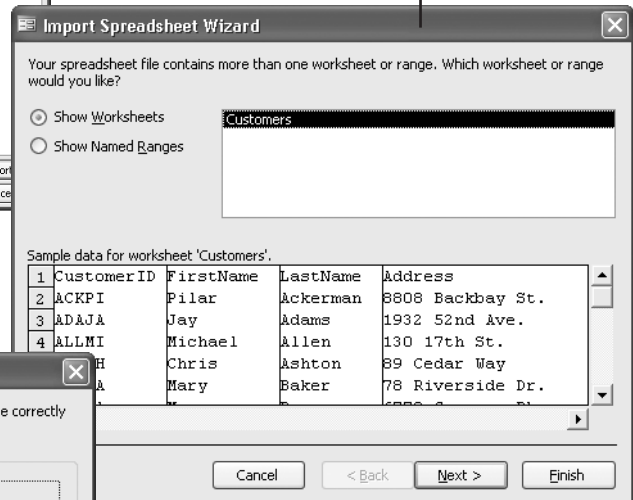 Import Spreadsheet Wizard
Your spreadsheet file contains more than one worksheet or range. Which worksheet or range
would you like?
Show Worksheets
Show Named Ranges
Customers
Sample data for worksheet 'Customers'.
1 CustomerID FirstName LastName Address
2 ACKPI Pilar Ackerman 8808 Backbay St.
3 ADAJA Jay Adams 1932 52nd Ave.
4 ALLMI Michael Allen 130 17th St.
H Chris Ashton 89 Cedar Way
A Mary Baker 78 Riverside Dr.
e correctly
Cancel < Back Next > Finish